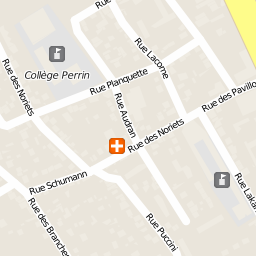 Rue Lacorne
Collège Perrin
Rue Planquette
Rue des Noriets
Rue Audran
Rue des Pavillo
Rue des Noriets
Rue Schumann
Rue Lakan
Rue des Branches
Rue Puccini